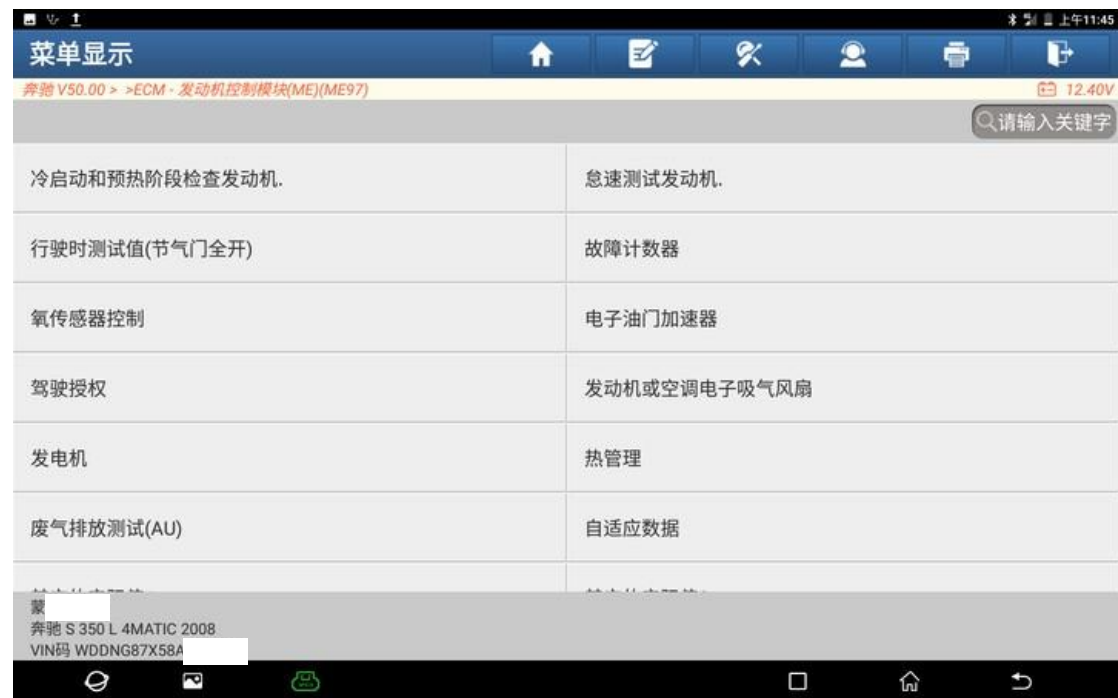 上午11:45
菜单显示
奔驰 V50.00 > >ECM - 发动机控制模块(ME)(ME97)
12.40V
请输入关键字
冷启动和预热阶段检查发动机.
怠速测试发动机.
行驶时测试值(节气门全开)
故障计数器
氧传感器控制
电子油门加速器
驾驶授权
发动机或空调电子吸气风扇
发电机
热管理
废气排放测试(AU)
自适应数据
蒙
奔驰 S 350 L 4MATIC 2008
VIN码 WDDNG87X58A